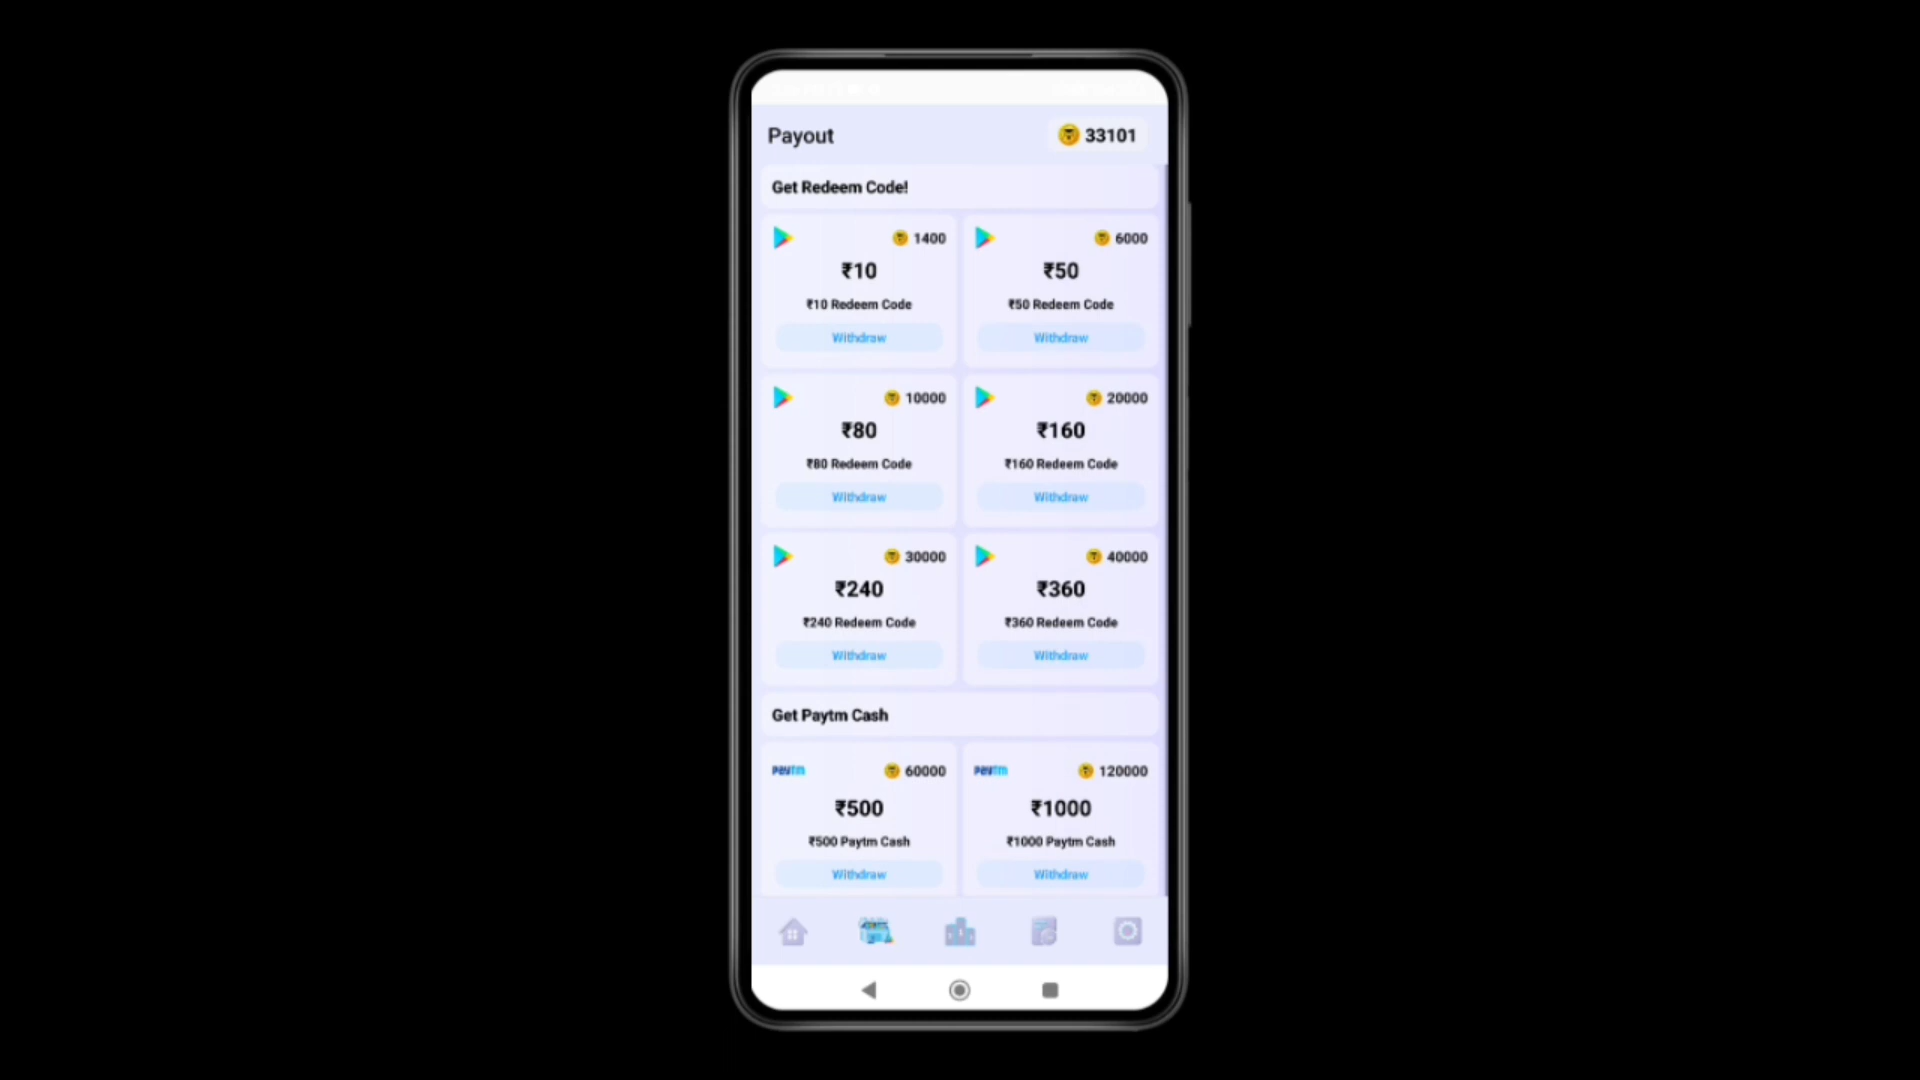 Payout
33101
Get Redeem Code!
1400
6000
₹10
₹50
₹10 Redeem Code
₹50 Redeem Code
Withdraw
Withdraw
10000
20000
₹80
₹160
₹80 Redeem Code
₹160 Redeem Code
Withdraw
Withdraw
30000
40000
₹240
₹360
₹240 Redeem Code
₹360 Redeem Code
Withdraw
Withdraw
Get Paytm Cash
paytm
60000
paytm
120000
₹500
₹1000
₹500 Paytm Cash
₹1000 Paytm Cash
Withdraw
Withdraw